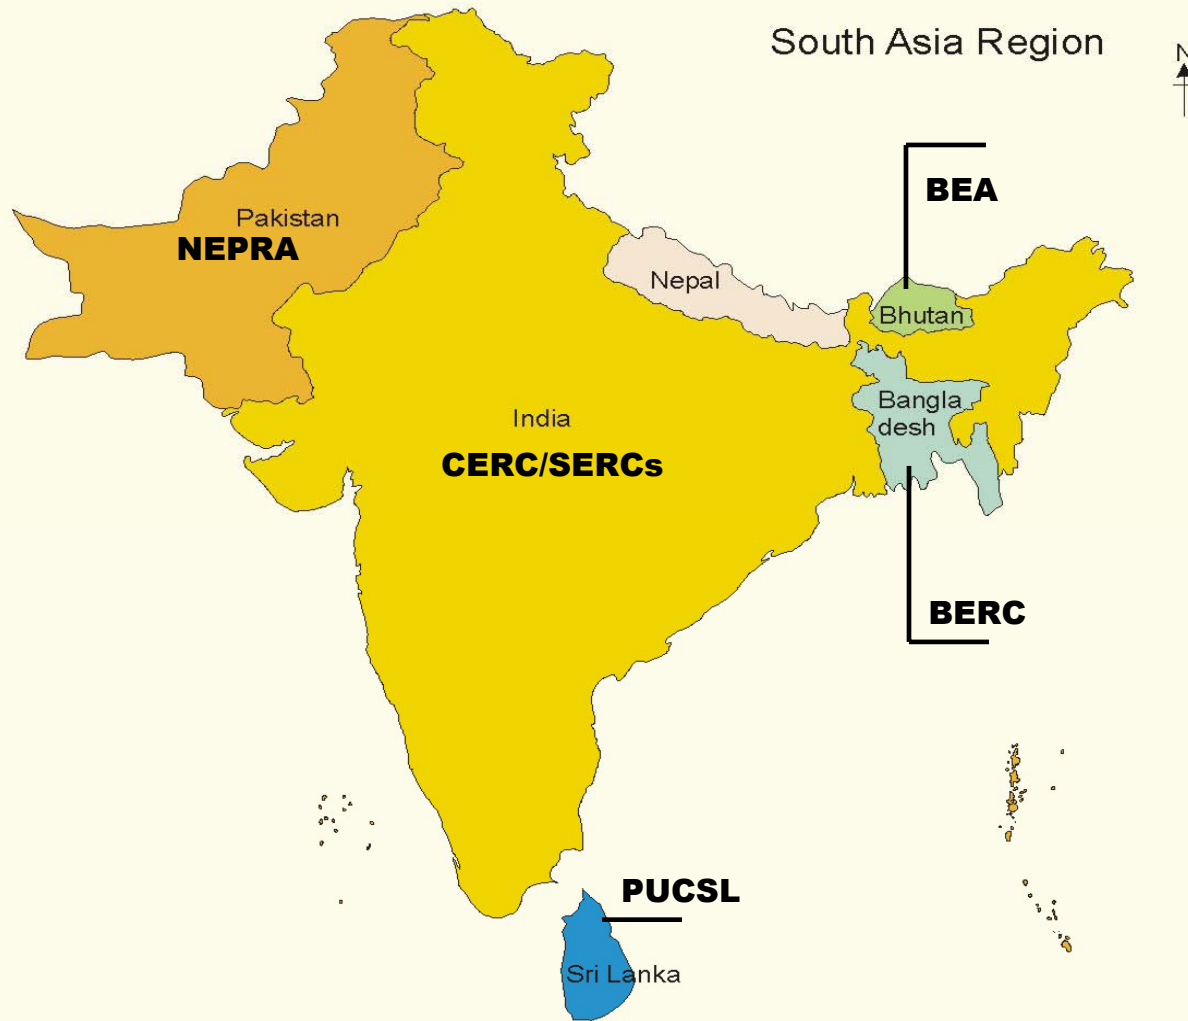 South Asia Region
N
BEA
Pakistan
NEPRA
Nepal
Bhutan
India
CERC/SERCs
Bangla
desh
BERC
PUCSL
Sri Lanka